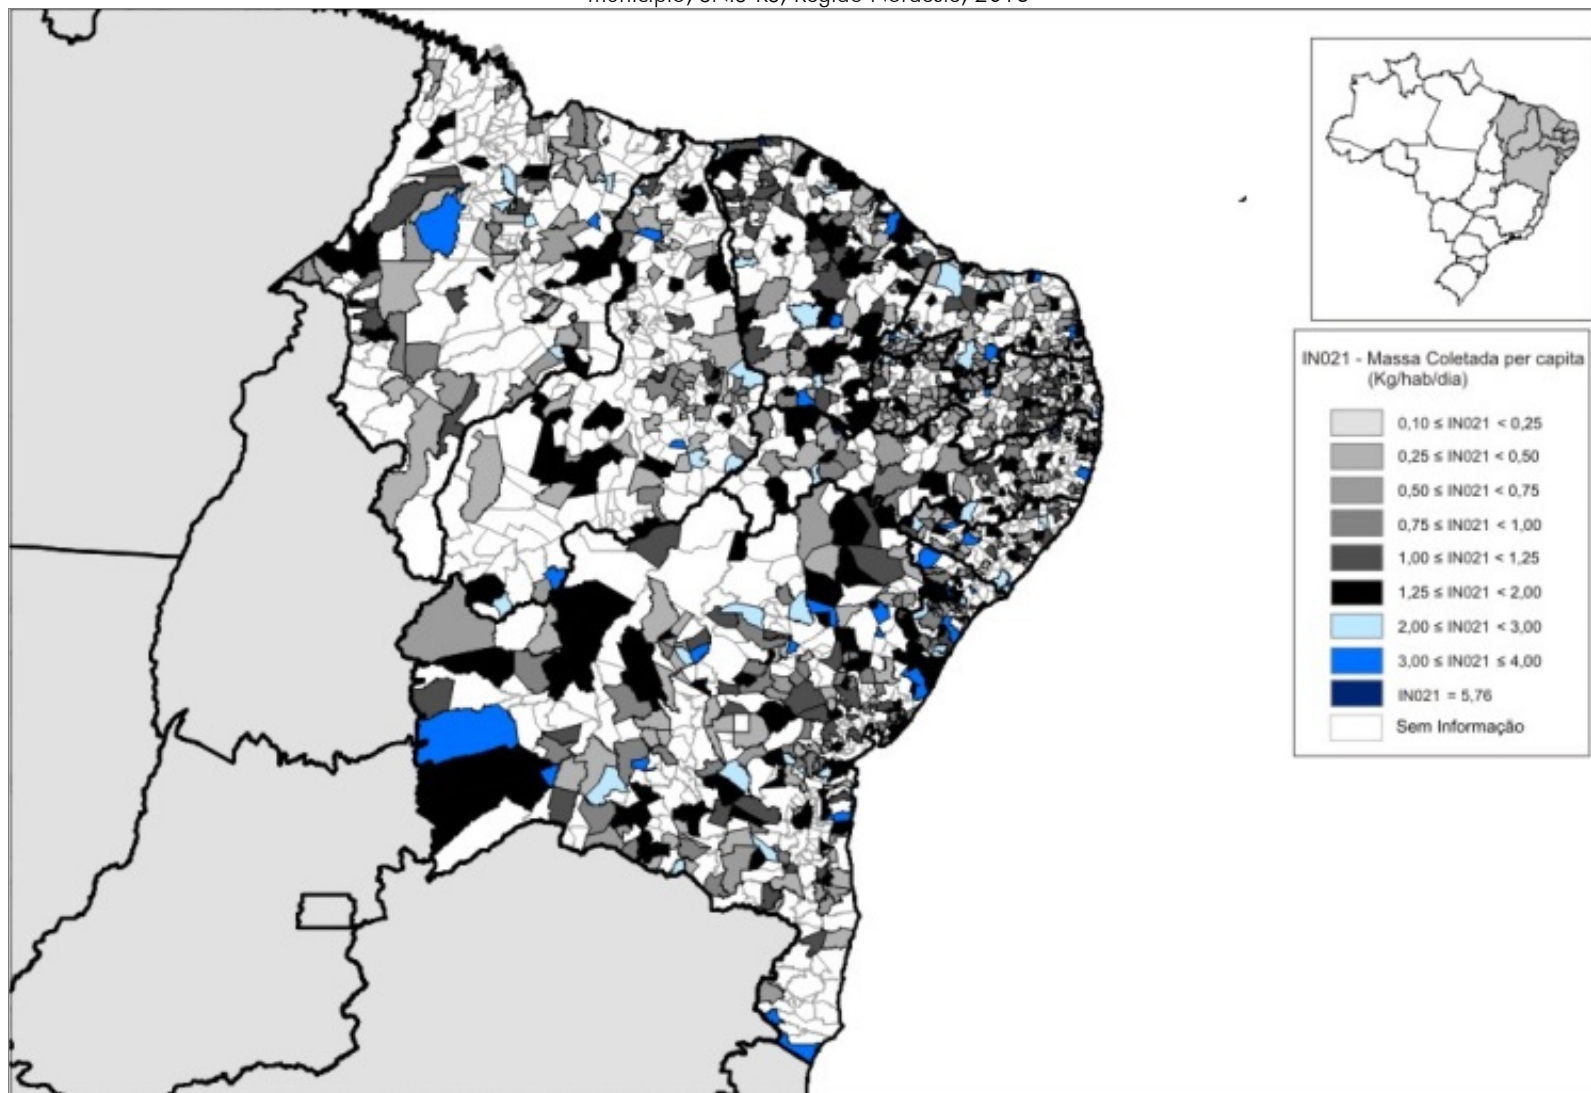 IN021 - Massa Coletada per capita
(Kg/hab/dia)
0,10 ≤ IN021 < 0,25
0,25 ≤ IN021 < 0,50
0,50 ≤ IN021 < 0,75
0,75 ≤ IN021 < 1,00
1,00 ≤ IN021 < 1,25
1,25 ≤ IN021 < 2,00
2,00 ≤ IN021 < 3,00
3,00 ≤ IN021 ≤ 4,00
IN021 = 5,76
Sem Informação